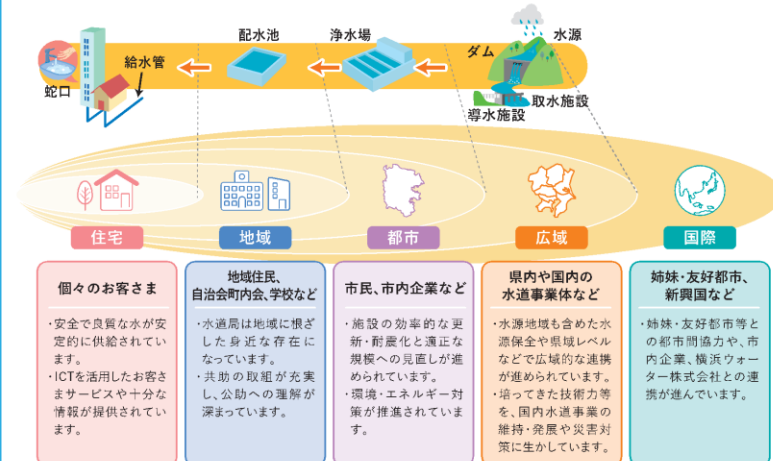 水源
ダム
取水施設
導水施設
浄水場
配水池
給水管
蛇口
住宅
地域
都市
広域
国際
個々のお客さま
・安全で良質な水が安
定的に供給されてい
ます。
・ICTを活用したお客さ
まサービスや十分な
情報が提供されてい
ます。
地域住民、
自治会町内会、学校など
・水道局は地域に根ざ
した身近な存在に
なっています。
・共助の取組が充実
し、公助への理解が
深まっています。
市民、市内企業など
・施設の効率的な更
新・耐震化と適正な
規模への見直しが進
められています。
・環境・エネルギー対
策が推進されていま
す。
県内や国内の
水道事業体など
・水源地域も含めた水
源保全や県域レベル
などで広域的な連携
が進められています。
・培ってきた技術力等
を、国内水道事業の
維持・発展や災害対
策に生かしています。
姉妹・友好都市、
新興国など
・姉妹・友好都市等と
の都市間協力や、市
内企業、横浜ウォー
ター株式会社との連
携が進んでいます。